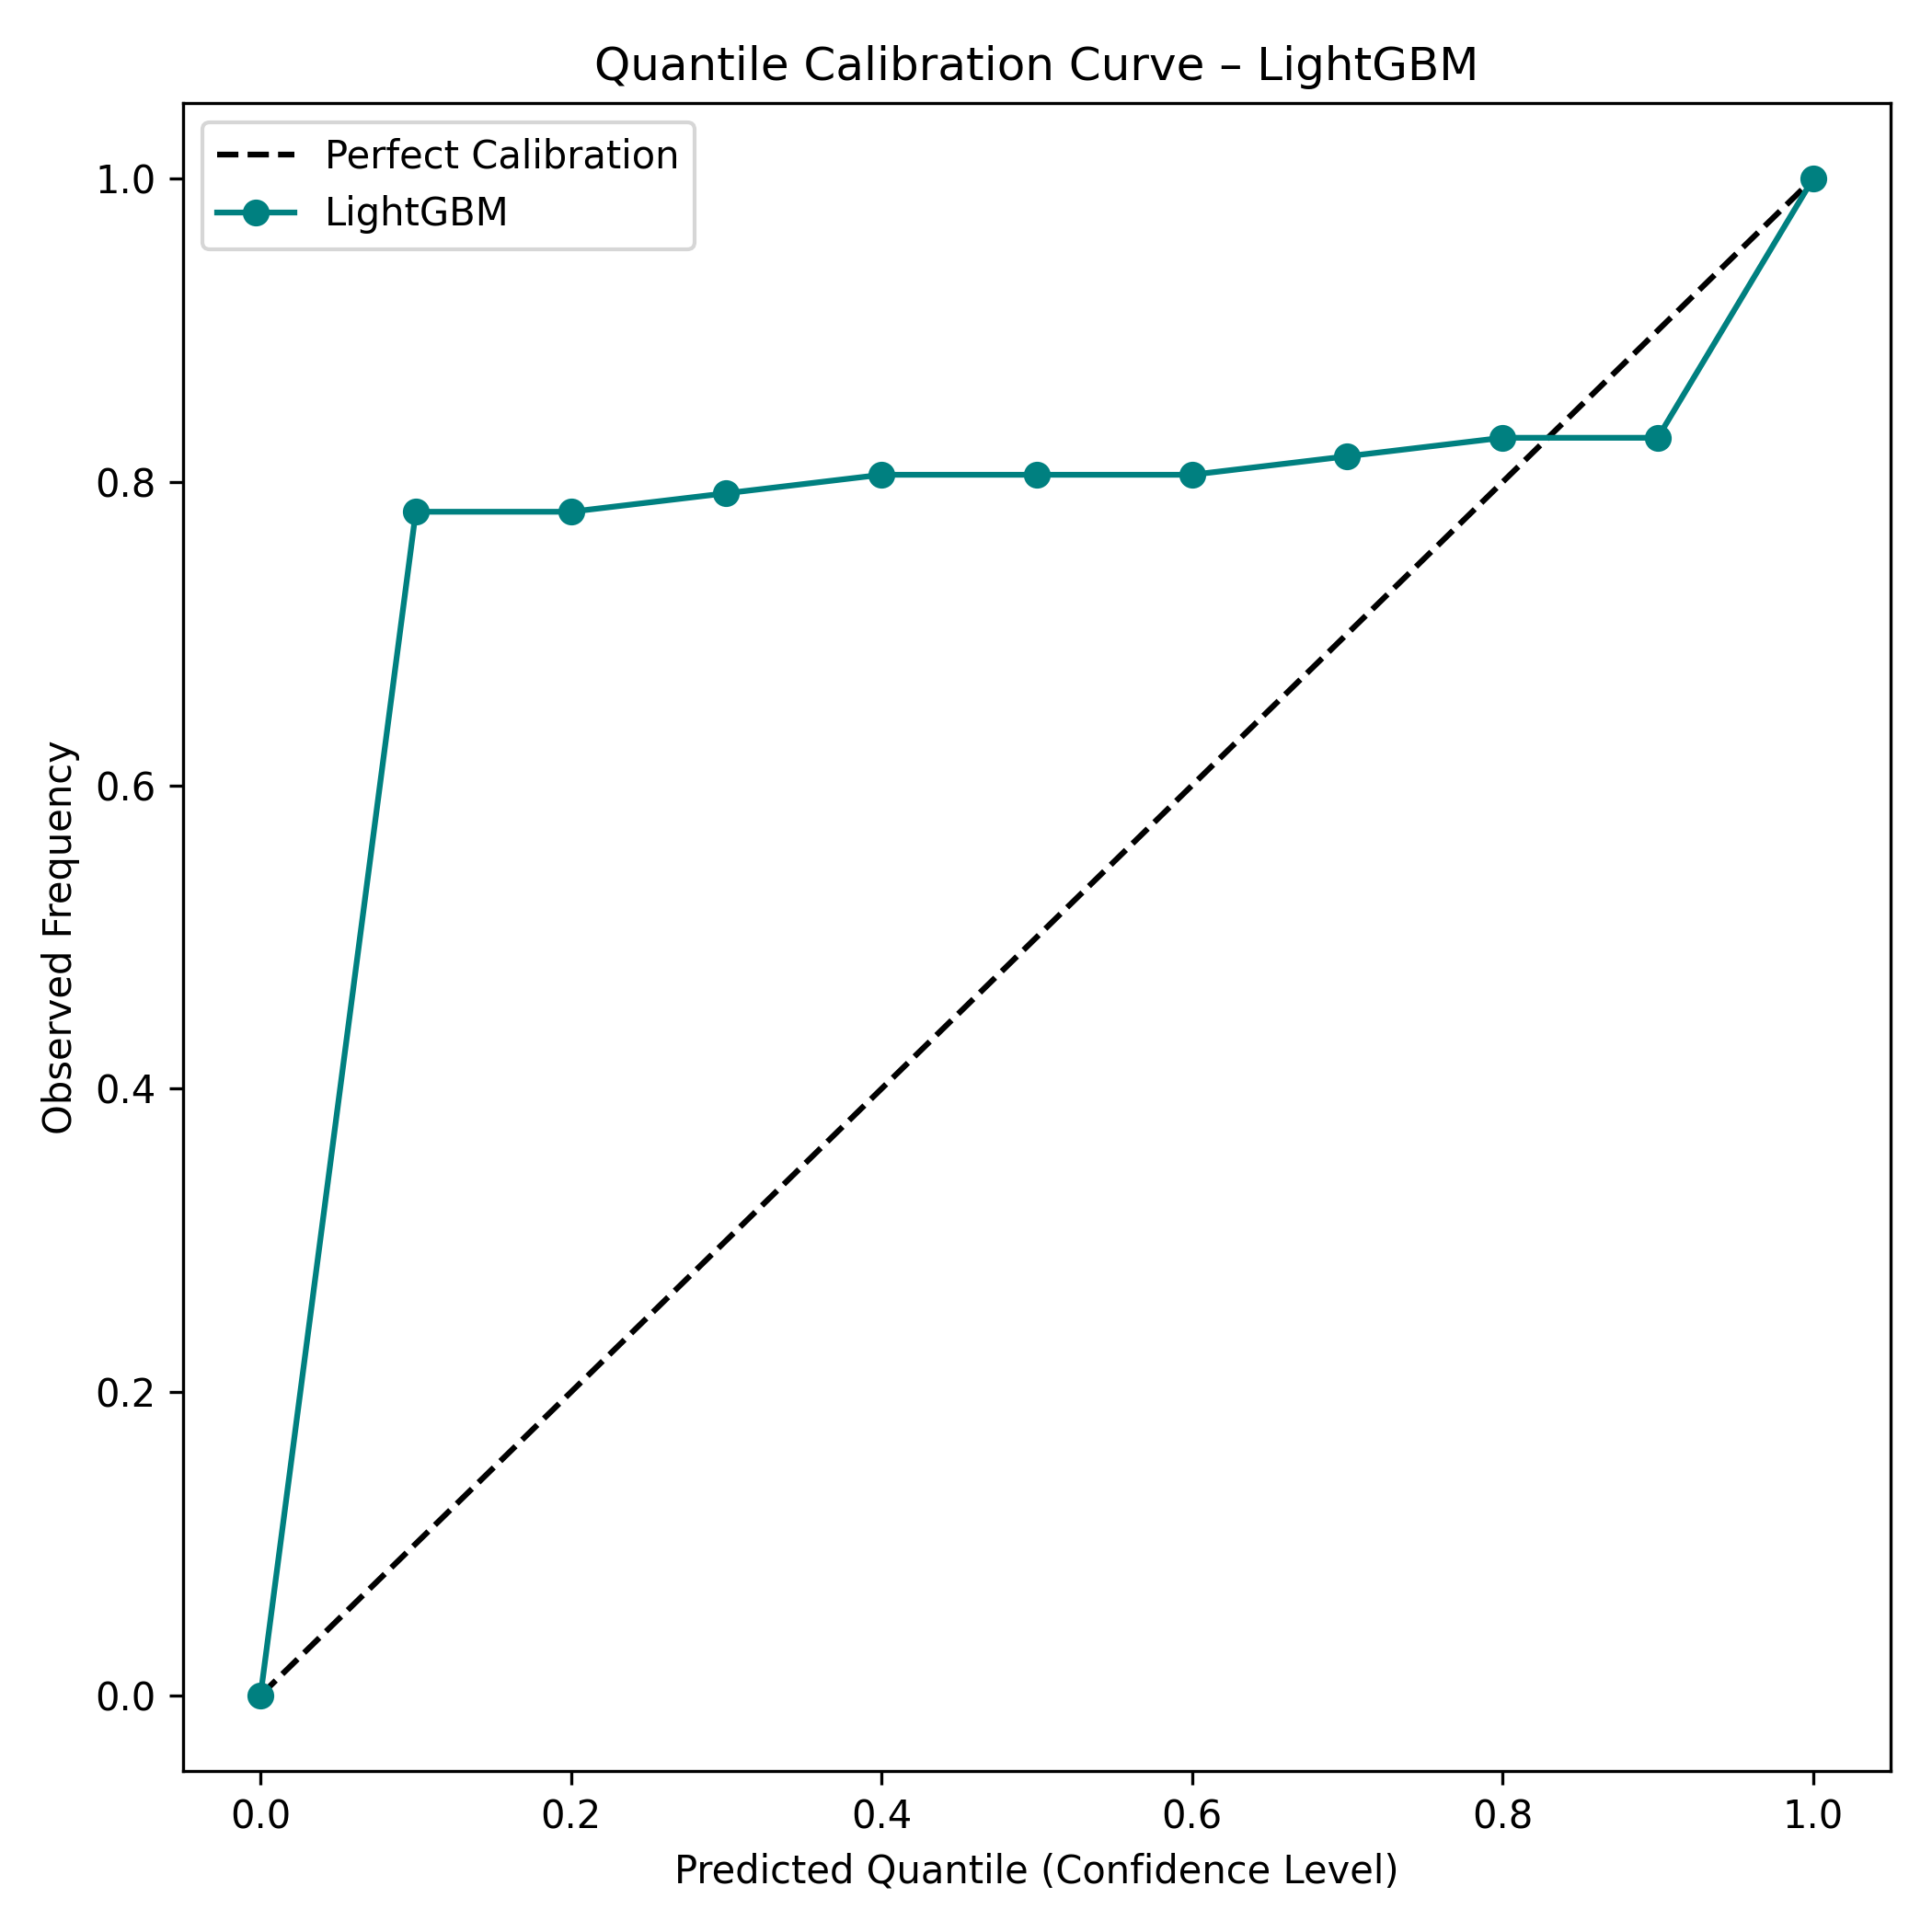 Quantile Calibration Curve – LightGBM
Perfect Calibration
LightGBM
1.0
0.8
0.6
0.4
0.2
0.0
Observed Frequency
0.0 0.2 0.4 0.6 0.8 1.0
Predicted Quantile (Confidence Level)